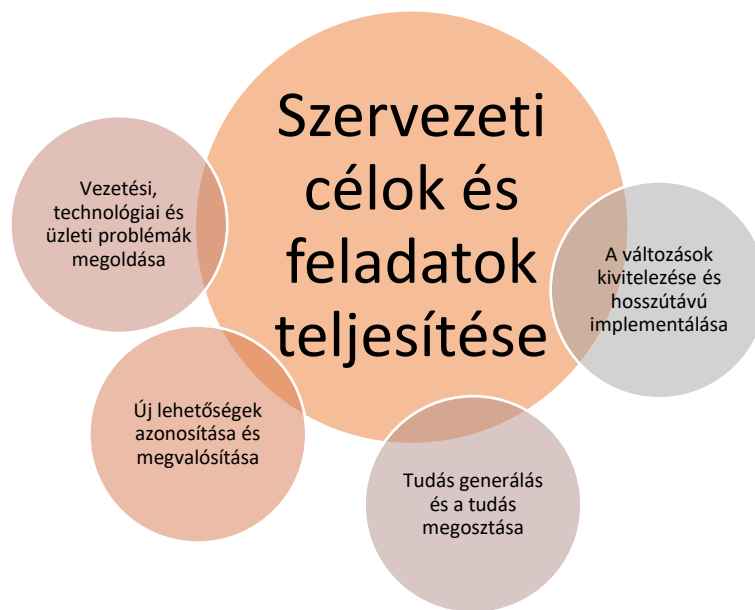 Szervezeti
célok és
feladatok
teljesítése
Vezetési,
technológiai és
üzleti problémák
megoldása
Új lehetőségek
azonosítása és
megvalósítása
Tudás generálás
és a tudás
megosztása
A változások
kivitelezése és
hosszútávú
implementálása